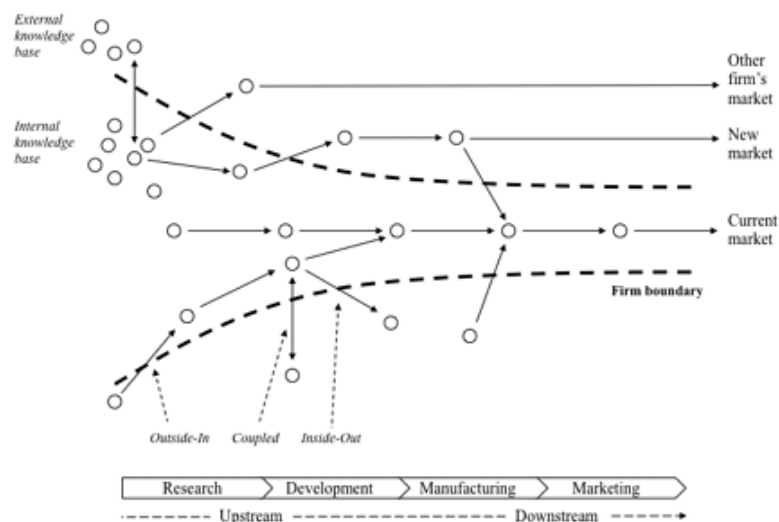 External
knowledge
base
Other
firm's
market
Internal
knowledge
base
New
market
Current
market
Firm boundary
Outside-In Coupled Inside-Out
Research Development Manufacturing Marketing
Upstream Downstream